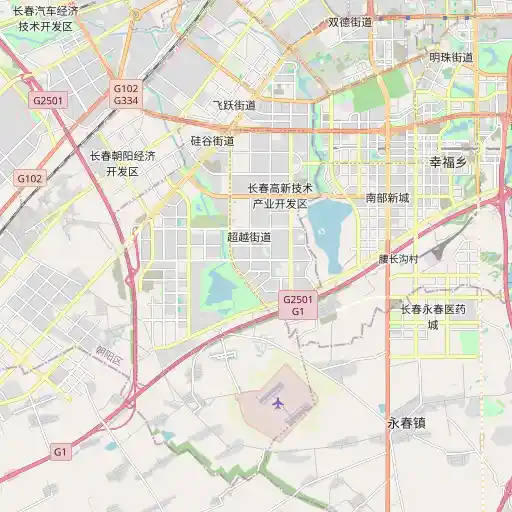 长春汽车经济
技术开发区
双德街道
明珠街道
G2501
G102
G334
飞跃街道
硅谷街道
长春朝阳经济
开发区
幸福乡
G102
长春高新技术
产业开发区
南部新城
超越街道
腰长沟村
G2501
G1
长春永春医药
城
朝阳区
永春镇
G1